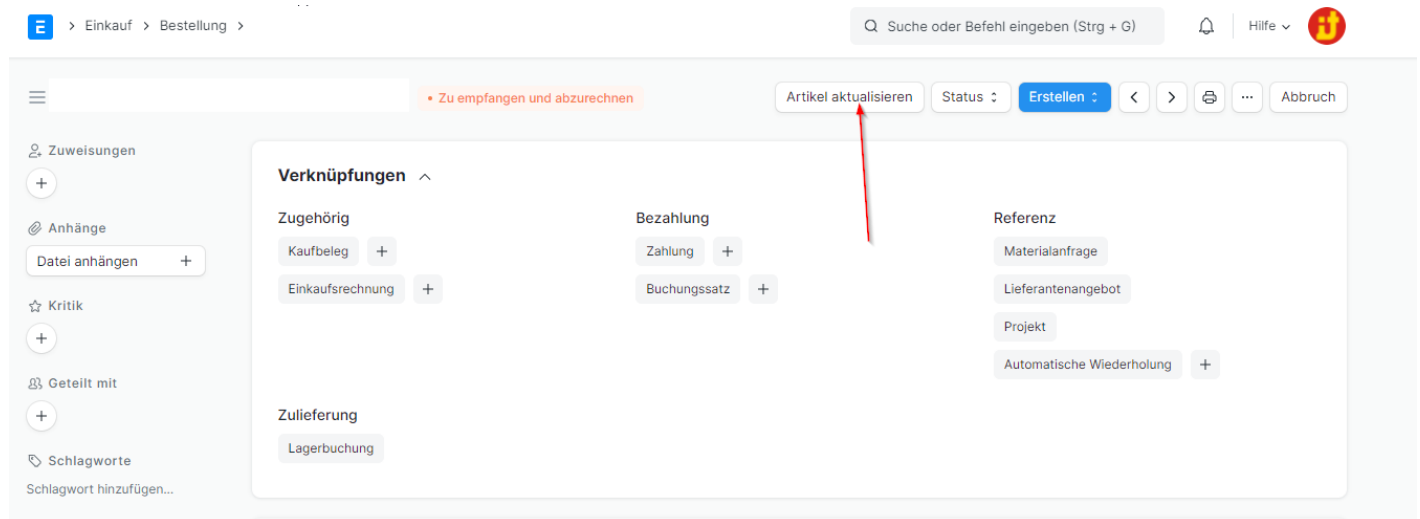 E > Einkauf > Bestellung >
Suche oder Befehl eingeben (Strg + G)
Hilfe
it
• Zu empfangen und abzurechnen
Artikel aktualisieren
Status
Erstellen
< >
...
Abbruch
Zuweisungen
+
Anhänge
Datei anhängen +
Kritik
+
Geteilt mit
+
Schlagworte
Schlagwort hinzufügen...
Verknüpfungen
Zugehörig
Kaufbeleg +
Einkaufsrechnung +
Bezahlung
Zahlung +
Buchungssatz +
Referenz
Materialanfrage
Lieferantenangebot
Projekt
Automatische Wiederholung +
Zulieferung
Lagerbuchung